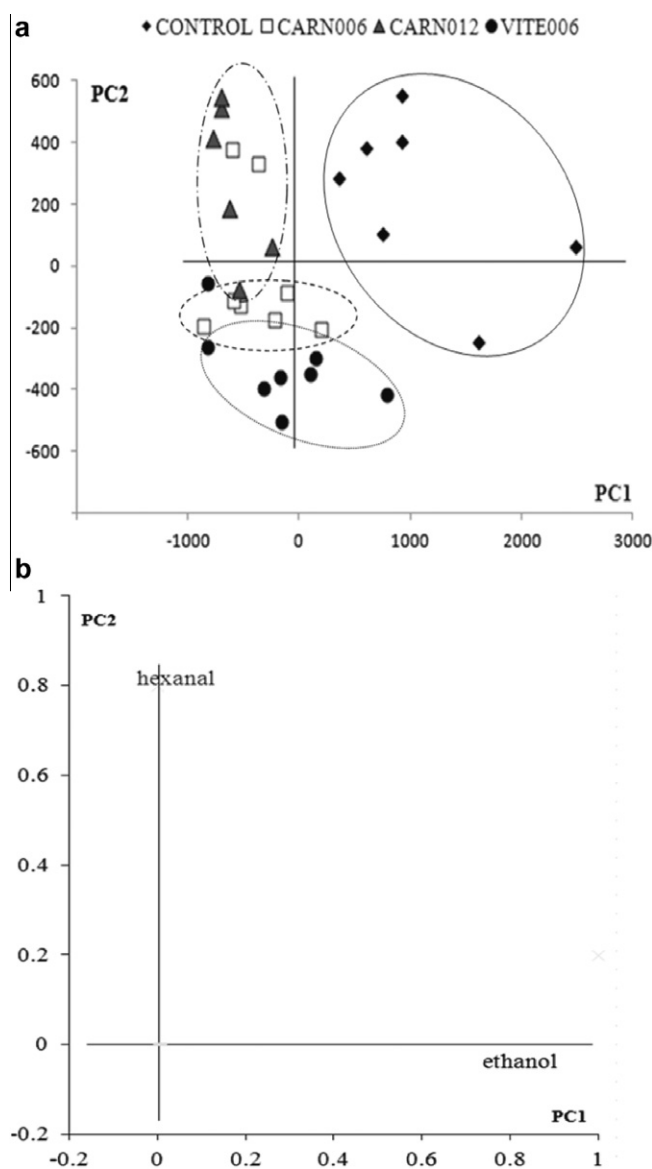 a
CONTROL CARN006 CARN012 VITE006
PC2
600
400
200
0
-200
-400
-600
PC1
-1000 0 1000 2000 3000
b
1
PC2
hexanal
0.8
0.6
0.4
0.2
0
ethanol
PC1
-0.2
-0.2 0 0.2 0.4 0.6 0.8 1